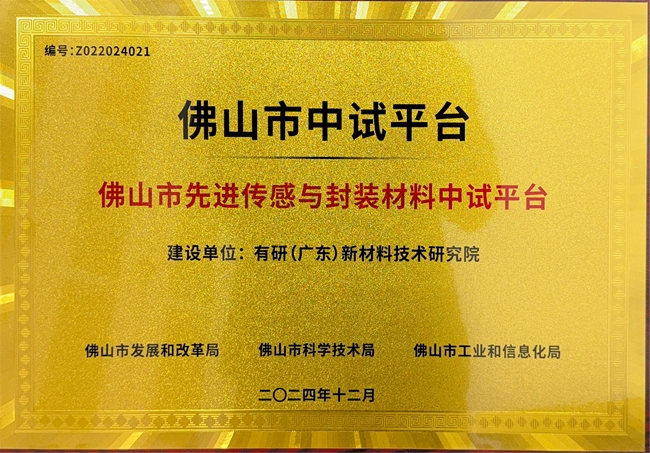 编号:Z022024021
佛山市中试平台
佛山市先进传感与封装材料中试平台
建设单位：有研（广东）新材料技术研究院
佛山市发展和改革局 佛山市科学技术局 佛山市工业和信息化局
二〇二四年十二月